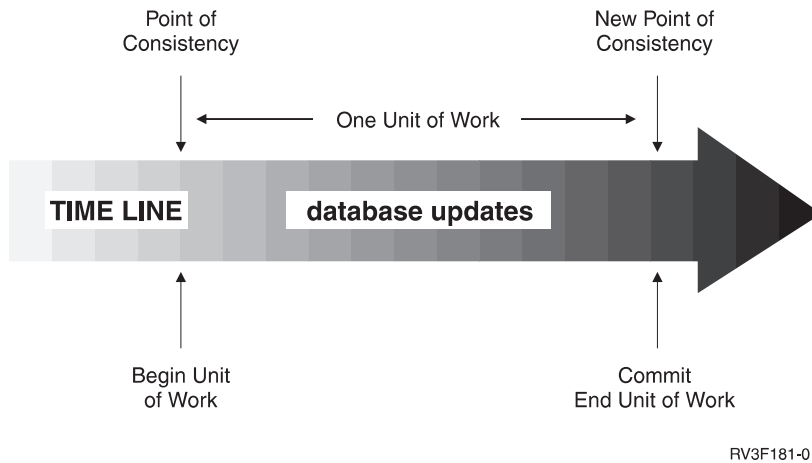 Point of
Consistency
New Point of
Consistency
One Unit of Work
TIME LINE
database updates
Begin Unit
of Work
Commit
End Unit of Work
RV3F181-0